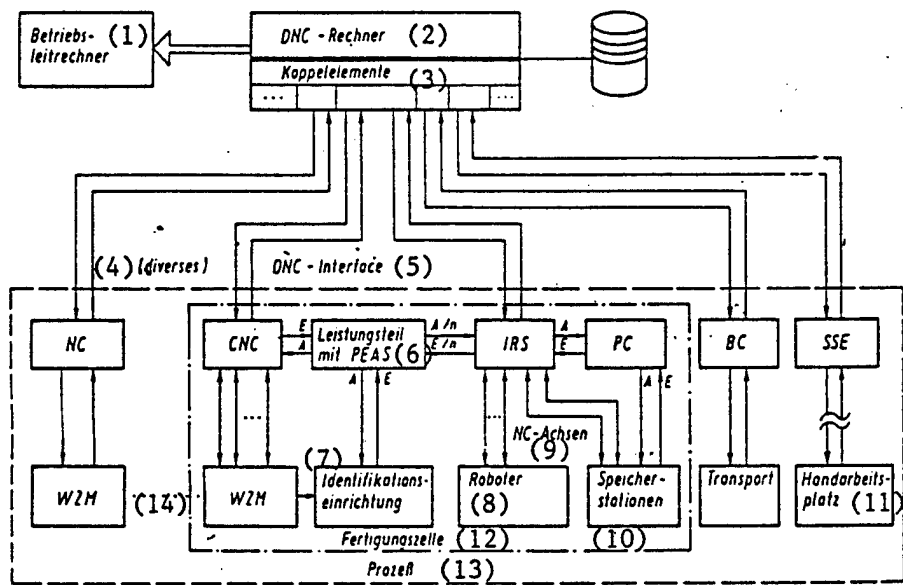 Betriebs- (1)
leitrechner
DNC-Rechner (2)
Koppelelemente
(3)
...
...
(4) (diverses)
DNC-Interface (5)
NC
CNC
E
A
Leistungsteil
mit PEAS (6)
A/n
E/n
IRS
A
E
PC
BC
SSE
A
E
A
E
...
...
NC-Achsen
(9)
(7)
WZM
(14)
WZM
Identifikations-
einrichtung
Roboter
(8)
Speicher-
stationen
(10)
Transport
Handarbeits-
platz (11)
Fertigungszelle (12)
Prozeß (13)